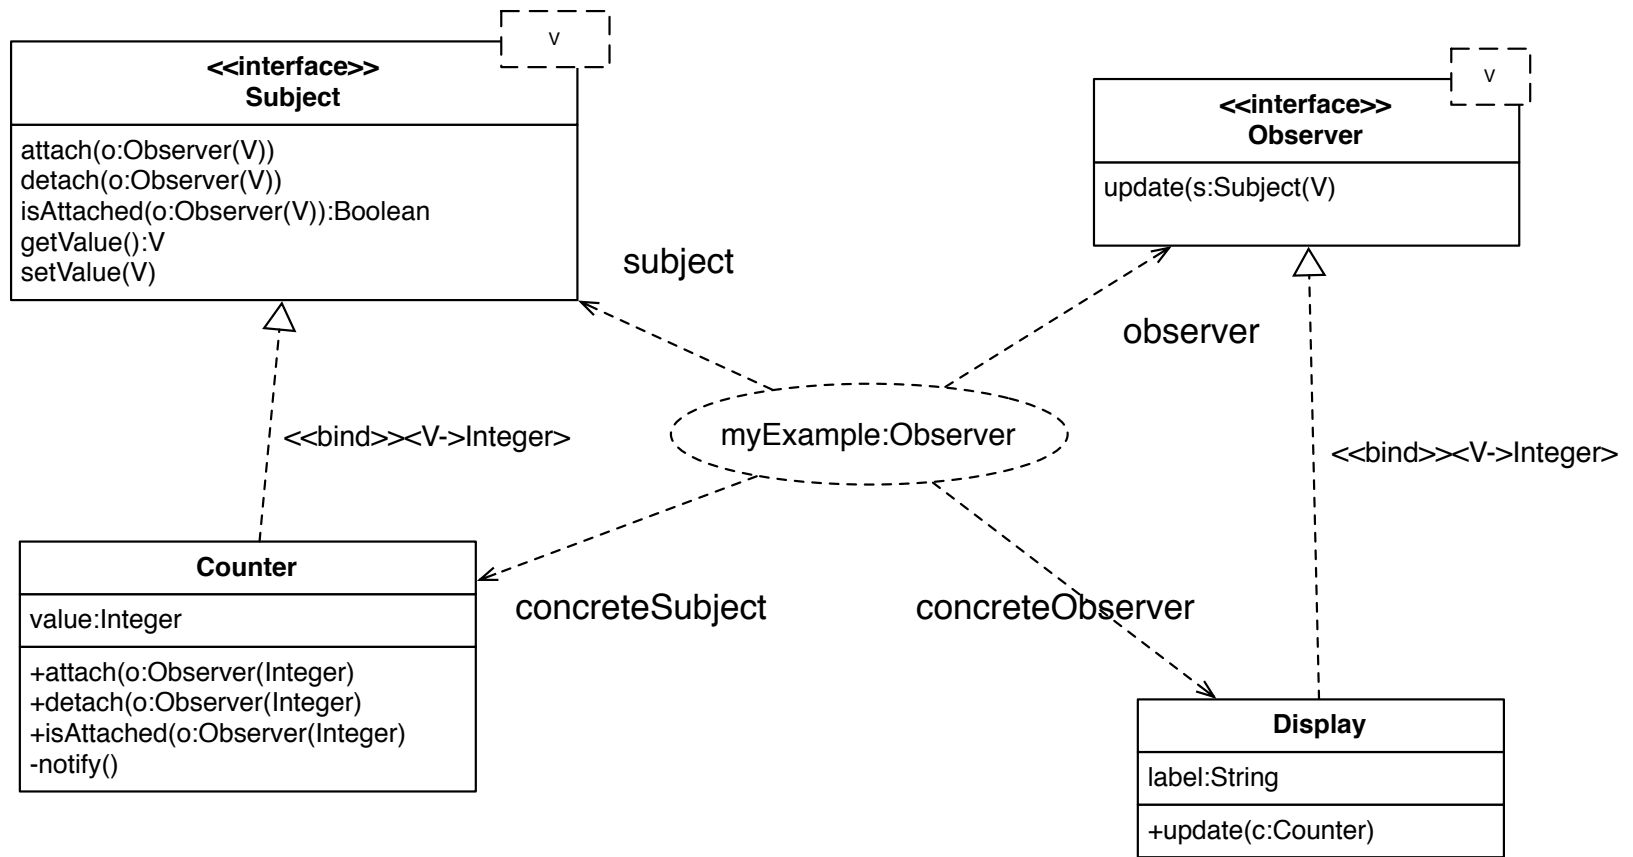 V
<<interface>>
Subject
attach(o:Observer(V))
detach(o:Observer(V))
isAttached(o:Observer(V)):Boolean
getValue():V
setValue(V)
V
<<interface>>
Observer
update(s:Subject(V)
subject
observer
myExample:Observer
<<bind>><V->Integer>
<<bind>><V->Integer>
concreteSubject
concreteObserver
Counter
value:Integer
+attach(o:Observer(Integer)
+detach(o:Observer(Integer)
+isAttached(o:Observer(Integer)
-notify()
Display
label:String
+update(c:Counter)